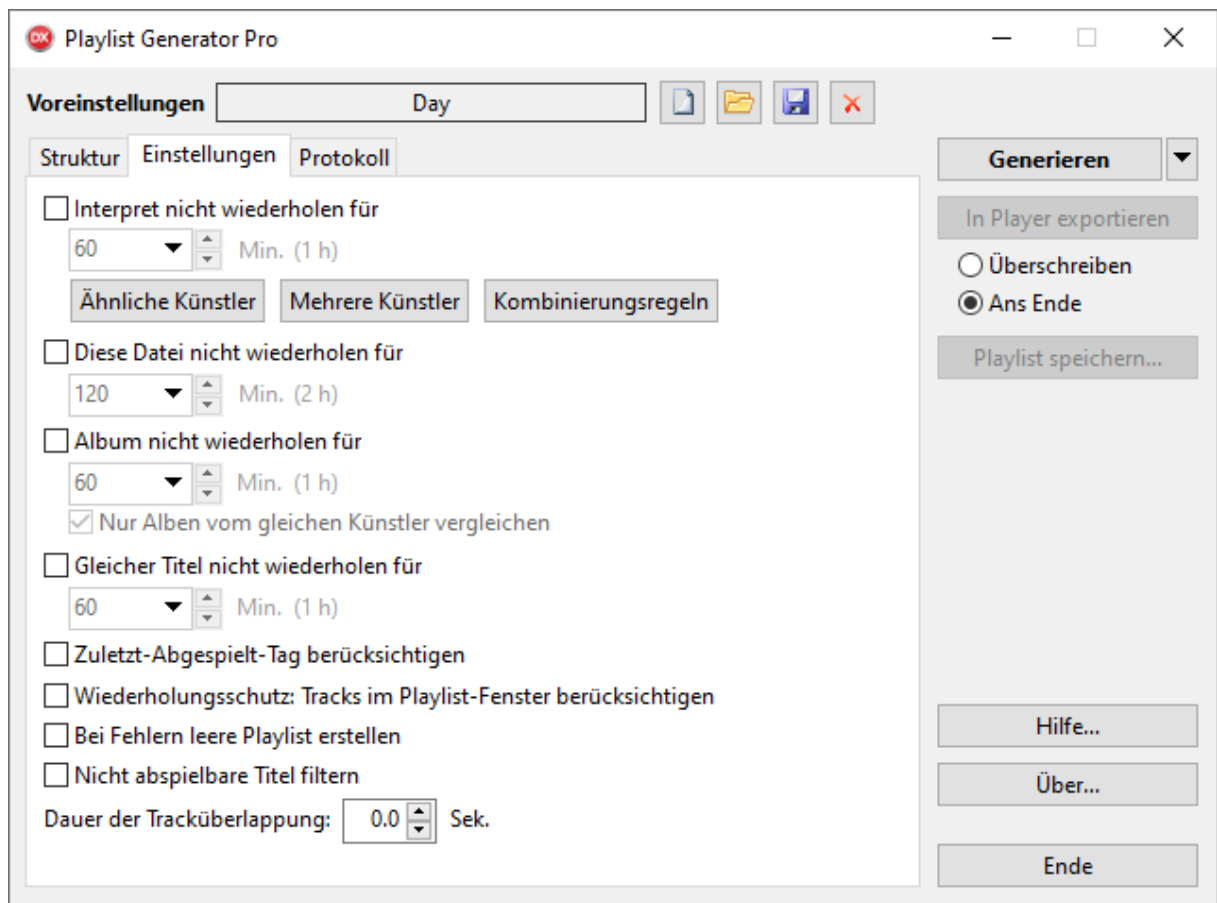 DX Playlist Generator Pro
Voreinstellungen Day
Struktur Einstellungen Protokoll
Generieren
Interpret nicht wiederholen für
60 Min. (1 h)
In Player exportieren
Überschreiben
Ans Ende
Ähnliche Künstler Mehrere Künstler Kombinierungsregeln
Diese Datei nicht wiederholen für
Playlist speichern...
120 Min. (2 h)
Album nicht wiederholen für
60 Min. (1 h)
Nur Alben vom gleichen Künstler vergleichen
Gleicher Titel nicht wiederholen für
60 Min. (1 h)
Zuletzt-Abgespielt-Tag berücksichtigen
Wiederholungsschutz: Tracks im Playlist-Fenster berücksichtigen
Bei Fehlern leere Playlist erstellen
Nicht abspielbare Titel filtern
Dauer der Tracküberlappung: 0.0 Sek.
Hilfe...
Über...
Ende